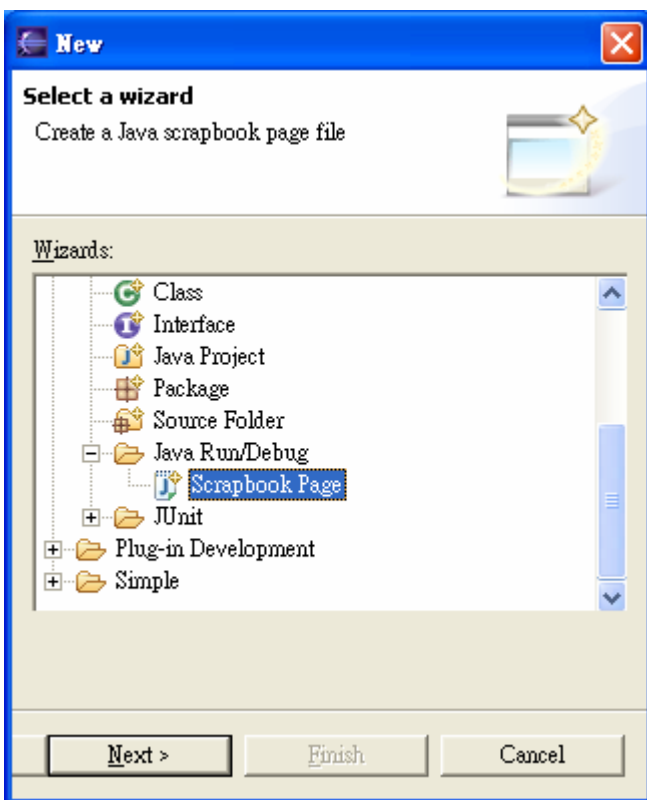 New
Select a wizard
Create a Java scrapbook page file
Wizards:
Class
Interface
Java Project
Package
Source Folder
Java Run/Debug
Scrapbook Page
JUnit
Plug-in Development
Simple
Next >
Finish
Cancel